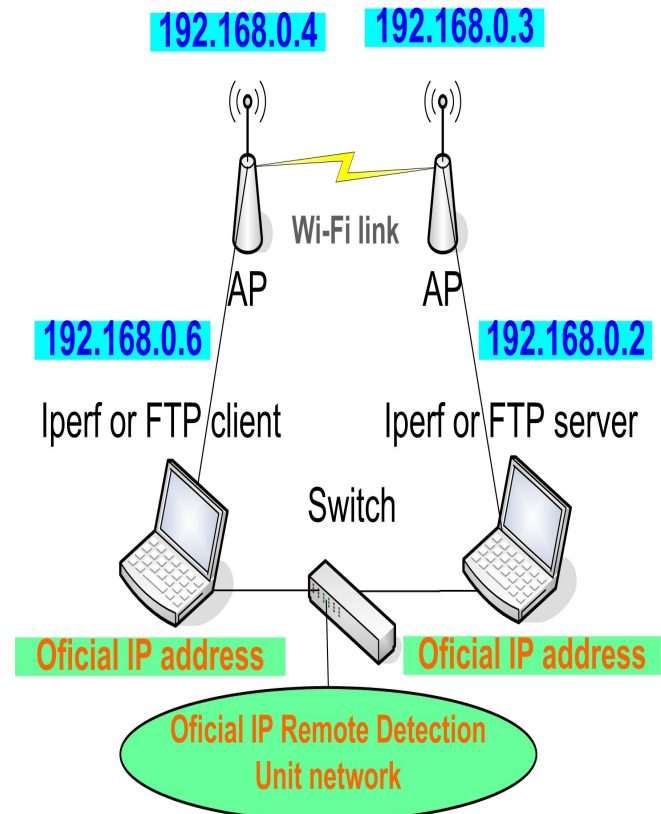 192.168.0.4
192.168.0.3
Wi-Fi link
AP
AP
192.168.0.6
192.168.0.2
Iperf or FTP client
Iperf or FTP server
Switch
Oficial IP address
Oficial IP address
Oficial IP Remote Detection
Unit network